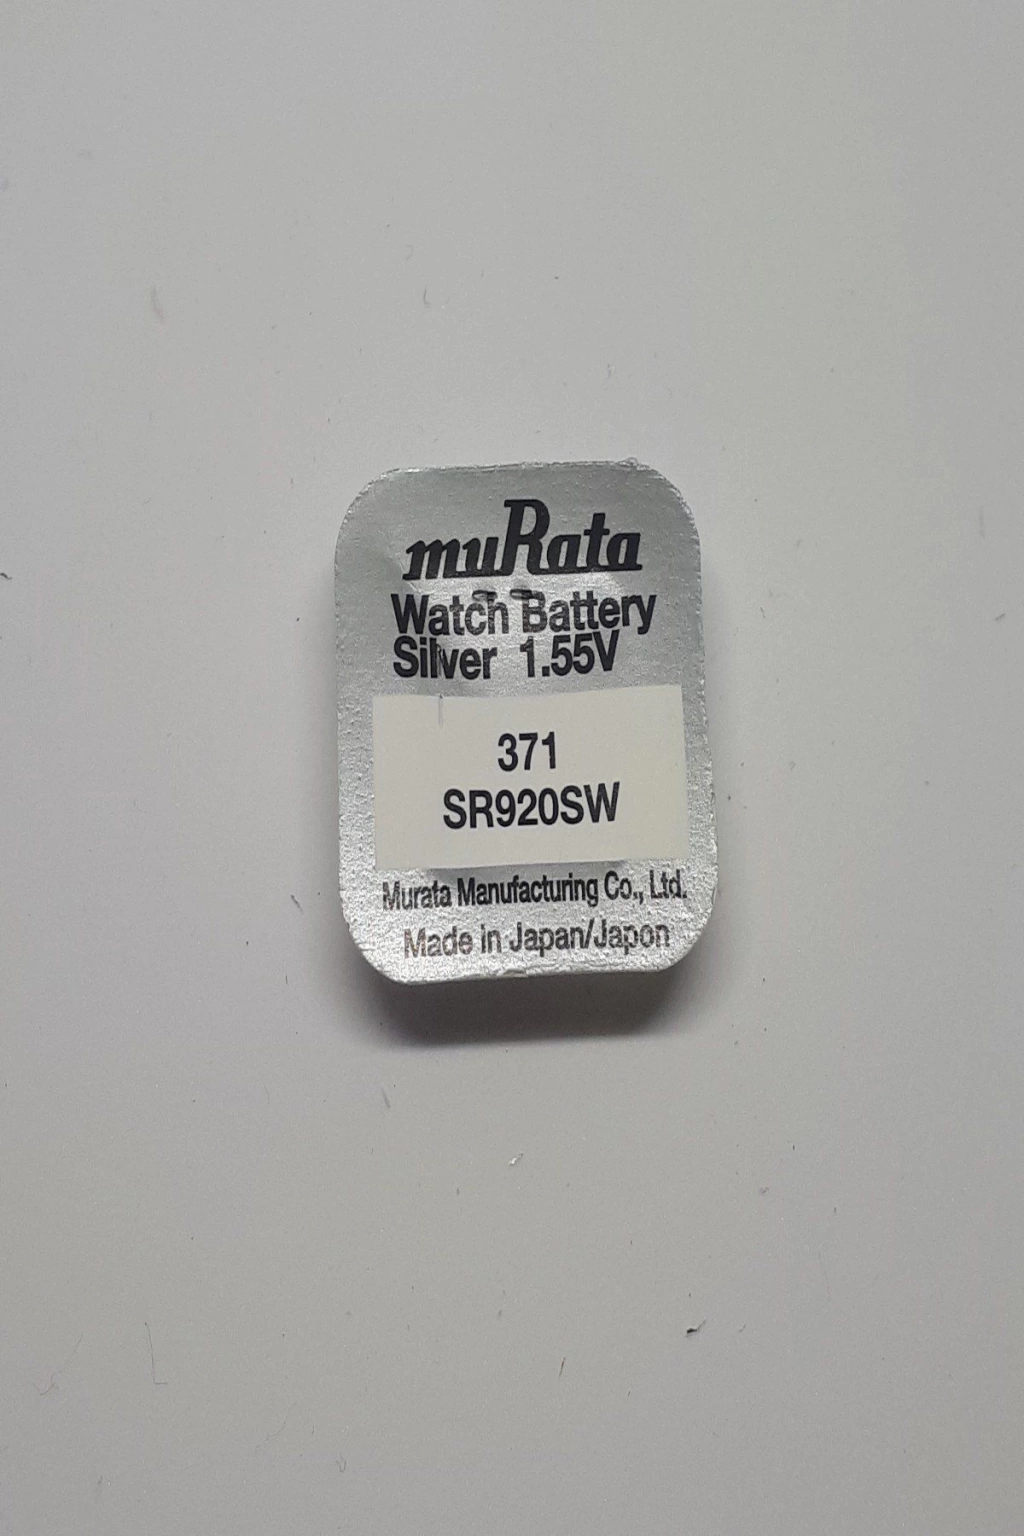 muRata
Watch Battery
Silver 1.55V
371
SR920SW
Murata Manufacturing Co., Ltd.
Made in Japan/Japon